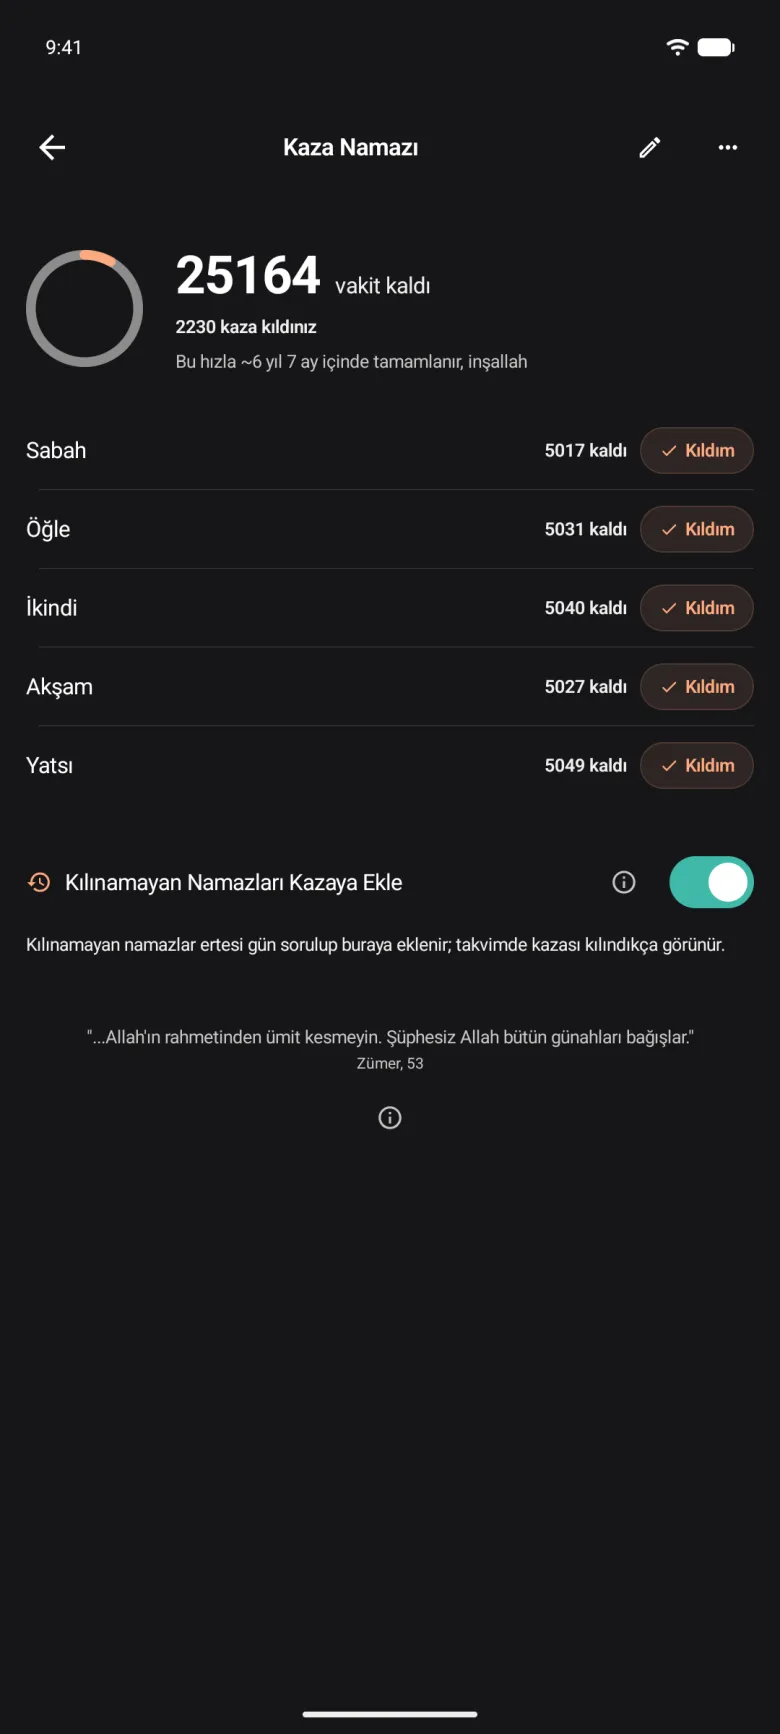 9:41
Kaza Namazı
25164 vakit kaldı
2230 kaza kıldınız
Bu hızla ~6 yıl 7 ay içinde tamamlanır, inşallah
Sabah 5017 kaldı Kıldım
Öğle 5031 kaldı Kıldım
İkindi 5040 kaldı Kıldım
Akşam 5027 kaldı Kıldım
Yatsı 5049 kaldı Kıldım
Kılınamayan Namazları Kazaya Ekle
Kılınamayan namazlar ertesi gün sorulup buraya eklenir; takvimde kazası kılındıkça görünür.
"...Allah'ın rahmetinden ümit kesmeyin. Şüphesiz Allah bütün günahları bağışlar."
Zümer, 53